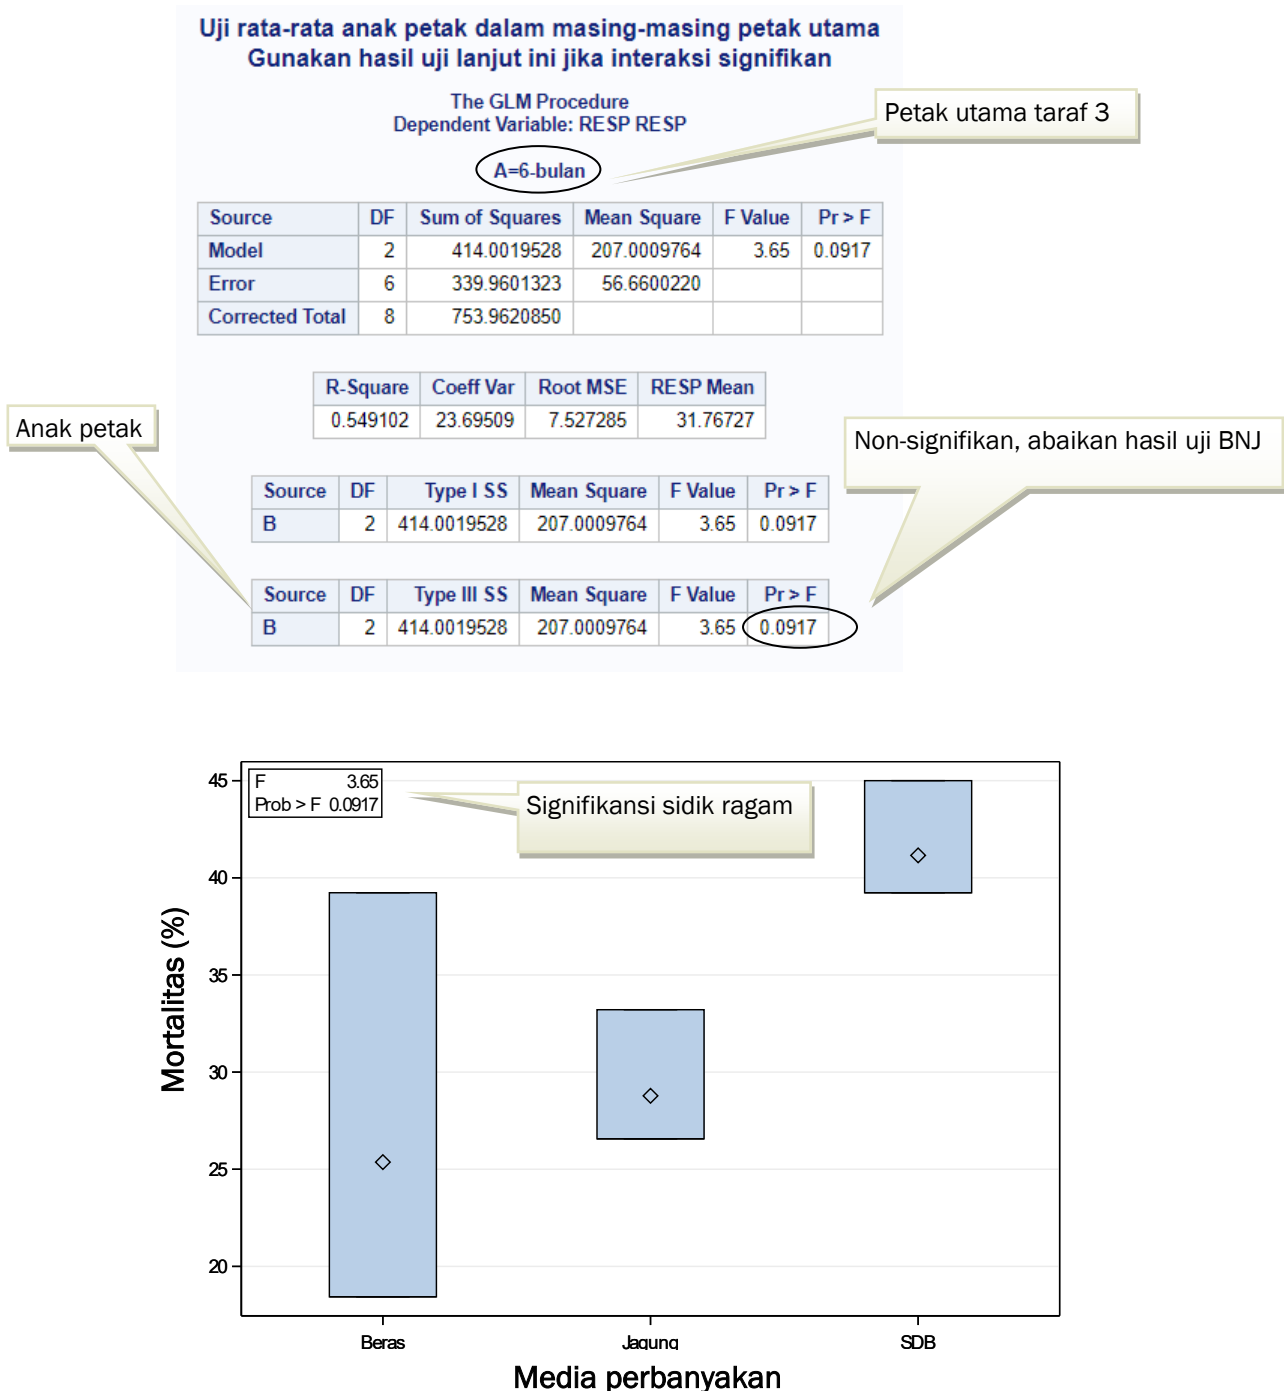 Uji rata-rata anak petak dalam masing-masing petak utama
Gunakan hasil uji lanjut ini jika interaksi signifikan
The GLM Procedure
Dependent Variable: RESP RESP
Petak utama taraf 3
A=6-bulan
Source DF Sum of Squares Mean Square F Value Pr > F
Model 2 414.0019528 207.0009764 3.65 0.0917
Error 6 339.9601323 56.6600220
Corrected Total 8 753.9620850
R-Square Coeff Var Root MSE RESP Mean
0.549102 23.69509 7.527285 31.76727
Anak petak
Non-signifikan, abaikan hasil uji BNJ
Source DF Type I SS Mean Square F Value Pr > F
B 2 414.0019528 207.0009764 3.65 0.0917
Source DF Type III SS Mean Square F Value Pr > F
B 2 414.0019528 207.0009764 3.65 0.0917
F 3.65
Prob > F 0.0917
Signifikansi sidik ragam
Mortalitas (%)
45
40
35
30
25
20
Beras Jagung SDB
Media perbanyakan